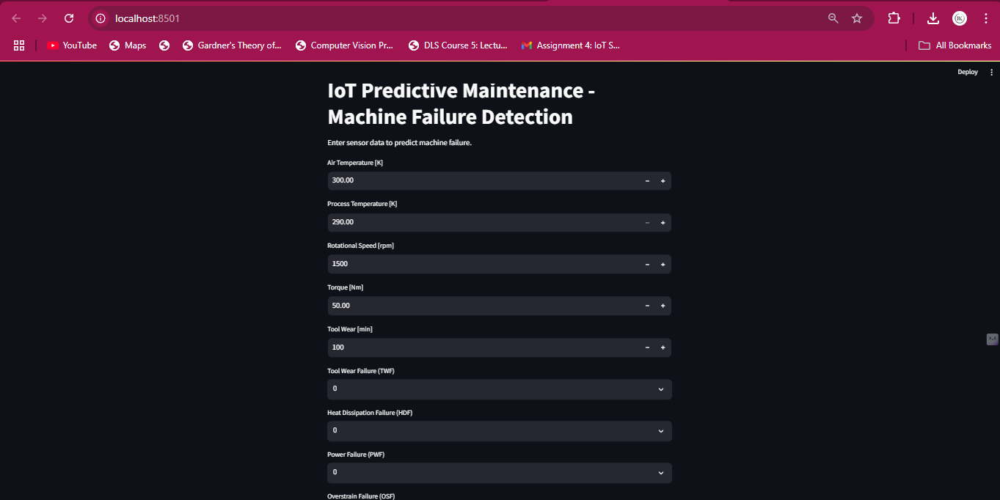 localhost:8501
YouTube
Maps
Gardner's Theory of...
Computer Vision Pr...
DLS Course 5: Lectu...
Assignment 4: IoT S...
All Bookmarks
Deploy
IoT Predictive Maintenance -
Machine Failure Detection
Enter sensor data to predict machine failure.
Air Temperature [K]
300.00
Process Temperature [K]
290.00
Rotational Speed [rpm]
1500
Torque [Nm]
50.00
Tool Wear [min]
100
Tool Wear Failure (TWF)
0
Heat Dissipation Failure (HDF)
0
Power Failure (PWF)
0
Overstrain Failure (OSF)